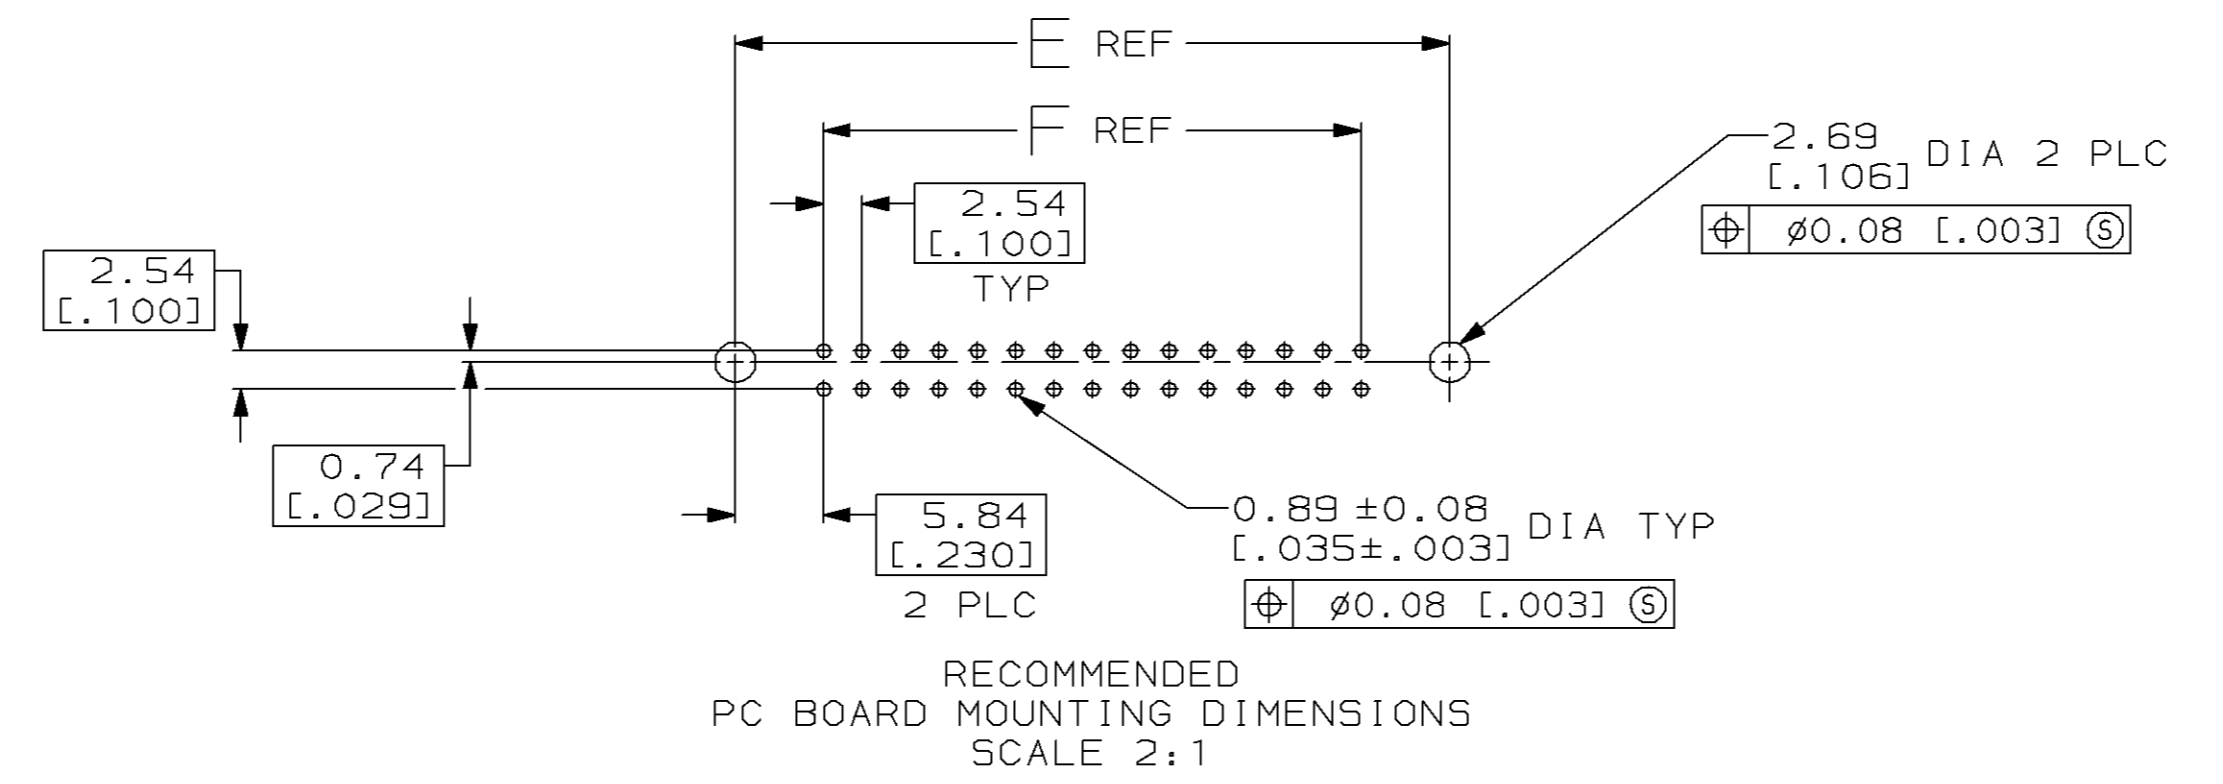 E REF
F REF
2.69
[.106] DIA 2 PLC
⌖ ø0.08 [.003] Ⓢ
2.54
[.100]
TYP
2.54
[.100]
0.74
[.029]
5.84
[.230]
2 PLC
0.89 ±0.08
[.035±.003] DIA TYP
⌖ ø0.08 [.003] Ⓢ
RECOMMENDED
PC BOARD MOUNTING DIMENSIONS
SCALE 2:1